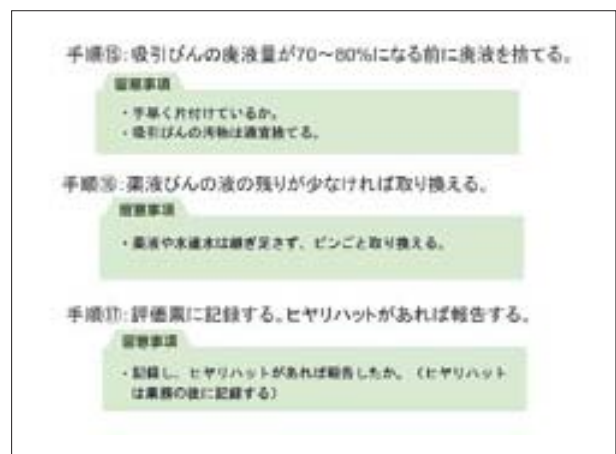 手順⑮:吸引びんの廃液量が70〜80%になる前に廃液を捨てる。
留意事項
・手早く片付けているか。
・吸引びんの汚物は適宜捨てる。
手順⑯:薬液びんの液の残りが少なければ取り換える。
留意事項
・薬液や水道水は継ぎ足さず、ビンごと取り換える。
手順⑰:評価票に記録する。ヒヤリハットがあれば報告する。
留意事項
・記録し、ヒヤリハットがあれば報告したか。(ヒヤリハット
は業務の後に記録する)